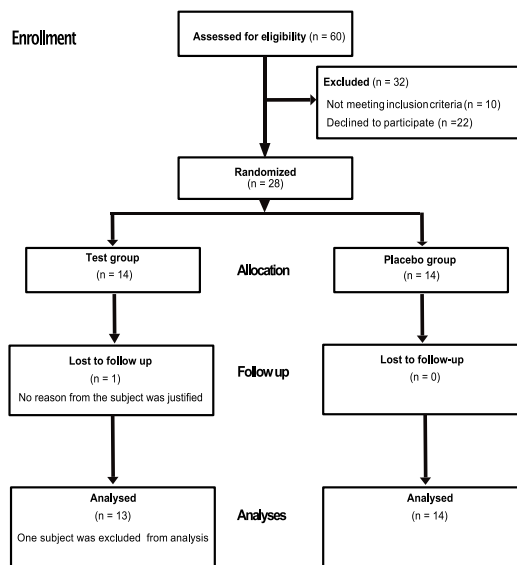 Enrollment
Assessed for eligibility (n = 60)
Excluded (n = 32)
Not meeting inclusion criteria (n = 10)
Declined to participate (n =22)
Randomized
(n = 28)
Test group
(n = 14)
Allocation
Placebo group
(n = 14)
Lost to follow up
(n = 1)
No reason from the subject was justified
Follow up
Lost to follow-up
(n = 0)
Analysed
(n = 13)
One subject was excluded from analysis
Analyses
Analysed
(n = 14)